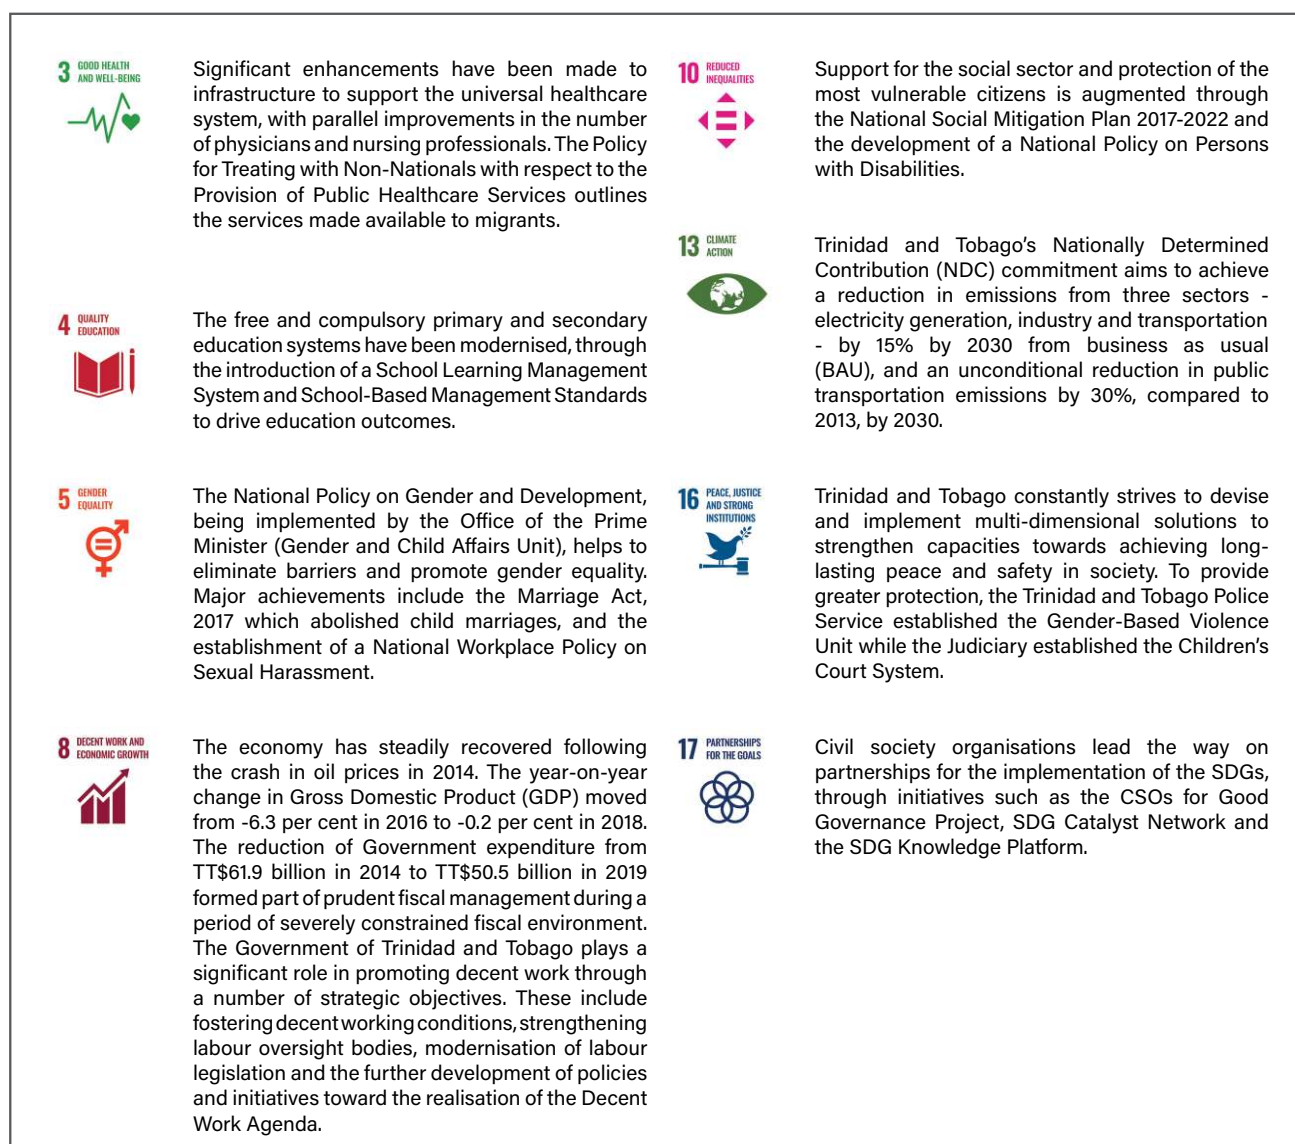 3 GOOD HEALTH
AND WELL-BEING
Significant enhancements have been made to
infrastructure to support the universal healthcare
system, with parallel improvements in the number
of physicians and nursing professionals. The Policy
for Treating with Non-Nationals with respect to the
Provision of Public Healthcare Services outlines
the services made available to migrants.
4 QUALITY
EDUCATION
The free and compulsory primary and secondary
education systems have been modernised, through
the introduction of a School Learning Management
System and School-Based Management Standards
to drive education outcomes.
5 GENDER
EQUALITY
The National Policy on Gender and Development,
being implemented by the Office of the Prime
Minister (Gender and Child Affairs Unit), helps to
eliminate barriers and promote gender equality.
Major achievements include the Marriage Act,
2017 which abolished child marriages, and the
establishment of a National Workplace Policy on
Sexual Harassment.
8 DECENT WORK AND
ECONOMIC GROWTH
The economy has steadily recovered following
the crash in oil prices in 2014. The year-on-year
change in Gross Domestic Product (GDP) moved
from -6.3 per cent in 2016 to -0.2 per cent in 2018.
The reduction of Government expenditure from
TT$61.9 billion in 2014 to TT$50.5 billion in 2019
formed part of prudent fiscal management during a
period of severely constrained fiscal environment.
The Government of Trinidad and Tobago plays a
significant role in promoting decent work through
a number of strategic objectives. These include
fostering decent working conditions, strengthening
labour oversight bodies, modernisation of labour
legislation and the further development of policies
and initiatives toward the realisation of the Decent
Work Agenda.
10 REDUCED
INEQUALITIES
Support for the social sector and protection of the
most vulnerable citizens is augmented through
the National Social Mitigation Plan 2017-2022 and
the development of a National Policy on Persons
with Disabilities.
13 CLIMATE
ACTION
Trinidad and Tobago’s Nationally Determined
Contribution (NDC) commitment aims to achieve
a reduction in emissions from three sectors -
electricity generation, industry and transportation
- by 15% by 2030 from business as usual
(BAU), and an unconditional reduction in public
transportation emissions by 30%, compared to
2013, by 2030.
16 PEACE, JUSTICE
AND STRONG
INSTITUTIONS
Trinidad and Tobago constantly strives to devise
and implement multi-dimensional solutions to
strengthen capacities towards achieving long-
lasting peace and safety in society. To provide
greater protection, the Trinidad and Tobago Police
Service established the Gender-Based Violence
Unit while the Judiciary established the Children’s
Court System.
17 PARTNERSHIPS
FOR THE GOALS
Civil society organisations lead the way on
partnerships for the implementation of the SDGs,
through initiatives such as the CSOs for Good
Governance Project, SDG Catalyst Network and
the SDG Knowledge Platform.